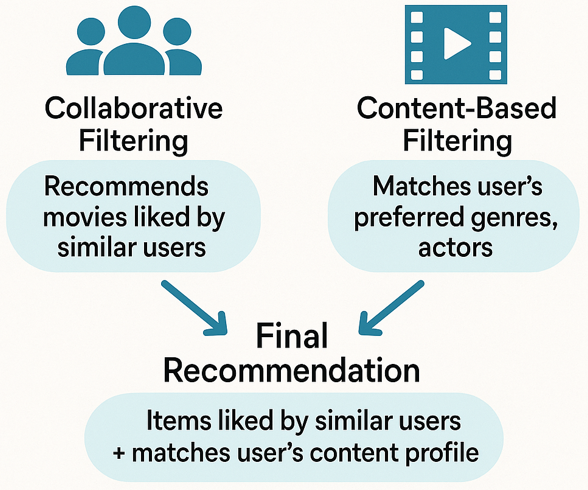 Collaborative
Filtering
Recommends
movies liked by
similar users
Content-Based
Filtering
Matches user's
preferred genres,
actors
Final
Recommendation
Items liked by similar users
+ matches user's content profile